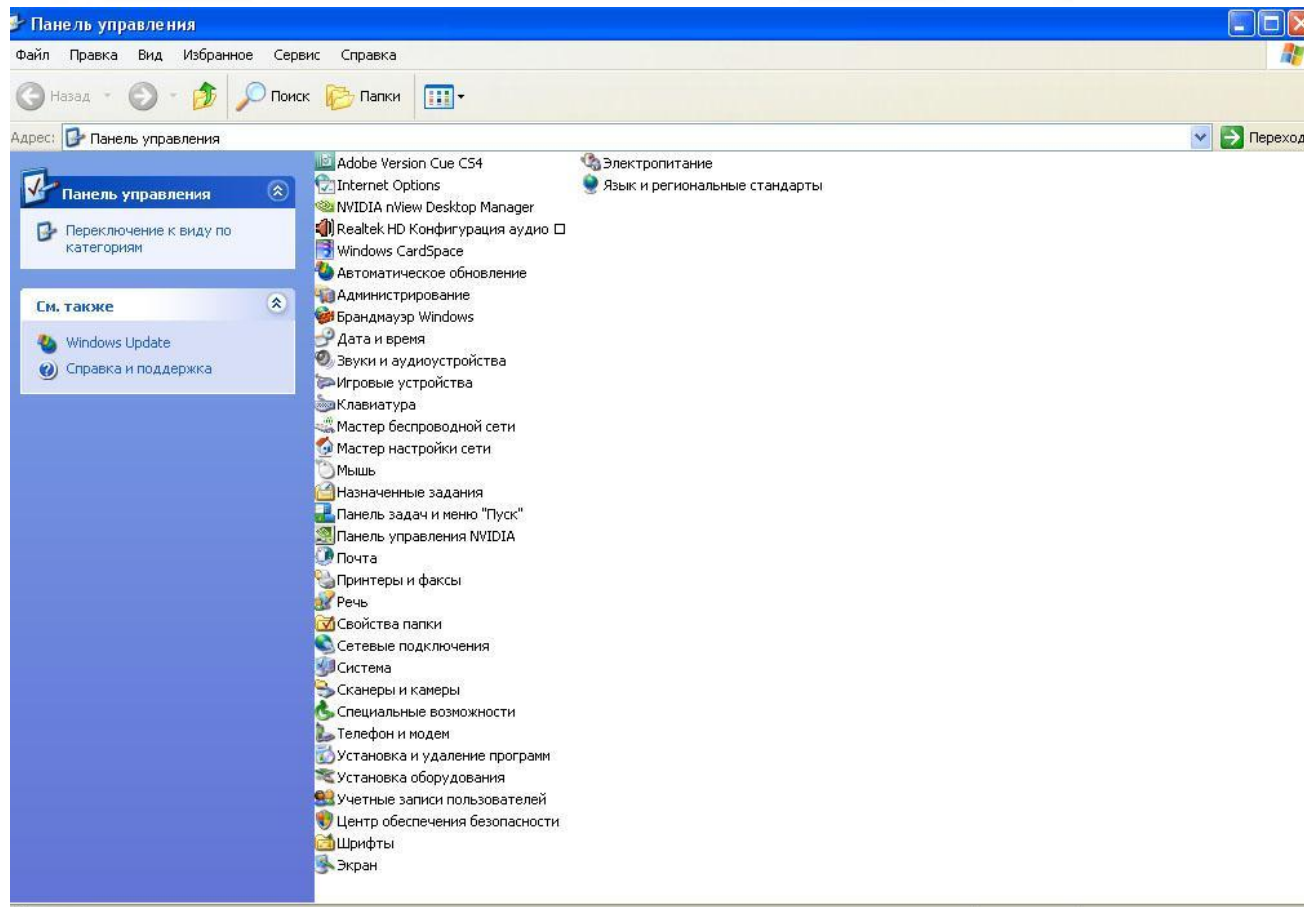 Панель управления
Файл Правка Вид Избранное Сервис Справка
Назад Поиск Папки
Адрес: Панель управления Переход
Панель управления
Переключение к виду по
категориям
См. также
Windows Update
Справка и поддержка
Adobe Version Cue CS4
Internet Options
NVIDIA nView Desktop Manager
Realtek HD Конфигурация аудио □
Windows CardSpace
Автоматическое обновление
Администрирование
Брандмауэр Windows
Дата и время
Звуки и аудиоустройства
Игровые устройства
Клавиатура
Мастер беспроводной сети
Мастер настройки сети
Мышь
Назначенные задания
Панель задач и меню "Пуск"
Панель управления NVIDIA
Почта
Принтеры и факсы
Речь
Свойства папки
Сетевые подключения
Система
Сканеры и камеры
Специальные возможности
Телефон и модем
Установка и удаление программ
Установка оборудования
Учетные записи пользователей
Центр обеспечения безопасности
Шрифты
Экран
Электропитание
Язык и региональные стандарты